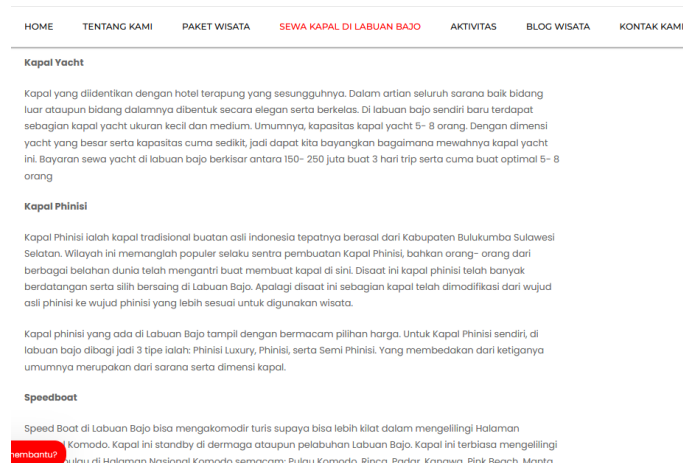 HOME TENTANG KAMI PAKET WISATA SEWA KAPAL DI LABUAN BAJO AKTIVITAS BLOG WISATA KONTAK KAMI
Kapal Yacht
Kapal yang diidentikan dengan hotel terapung yang sesungguhnya. Dalam artian seluruh sarana baik bidang
luar ataupun bidang dalamnya dibentuk secara elegan serta berkelas. Di labuan bajo sendiri baru terdapat
sebagian kapal yacht ukuran kecil dan medium. Umumnya, kapasitas kapal yacht 5- 8 orang. Dengan dimensi
yacht yang besar serta kapasitas cuma sedikit, jadi dapat kita bayangkan bagaimana mewahnya kapal yacht
ini. Bayaran sewa yacht di labuan bajo berkisar antara 150- 250 juta buat 3 hari trip serta cuma buat optimal 5- 8
orang
Kapal Phinisi
Kapal Phinisi ialah kapal tradisional buatan asli indonesia tepatnya berasal dari Kabupaten Bulukumba Sulawesi
Selatan. Wilayah ini memanglah populer selaku sentra pembuatan Kapal Phinisi, bahkan orang- orang dari
berbagai belahan dunia telah mengantri buat membuat kapal di sini. Disaat ini kapal phinisi telah banyak
berdatangan serta silih bersaing di Labuan Bajo. Apalagi disaat ini sebagian kapal telah dimodifikasi dari wujud
asli phinisi ke wujud phinisi yang lebih sesuai untuk digunakan wisata.
Kapal phinisi yang ada di Labuan Bajo tampil dengan bermacam pilihan harga. Untuk Kapal Phinisi sendiri, di
labuan bajo dibagi jadi 3 tipe ialah: Phinisi Luxury, Phinisi, serta Semi Phinisi. Yang membedakan dari ketiganya
umumnya merupakan dari sarana serta dimensi kapal.
Speedboat
Speed Boat di Labuan Bajo bisa mengakomodir turis supaya bisa lebih kilat dalam mengelilingi Halaman
Komodo. Kapal ini standby di dermaga ataupun pelabuhan Labuan Bajo. Kapal ini terbiasa mengelilingi
membantu?
di Halaman Nasional Komodo semacam: Pulau Komodo, Rinca, Padar, Kanawa, Pink Beach, Manta